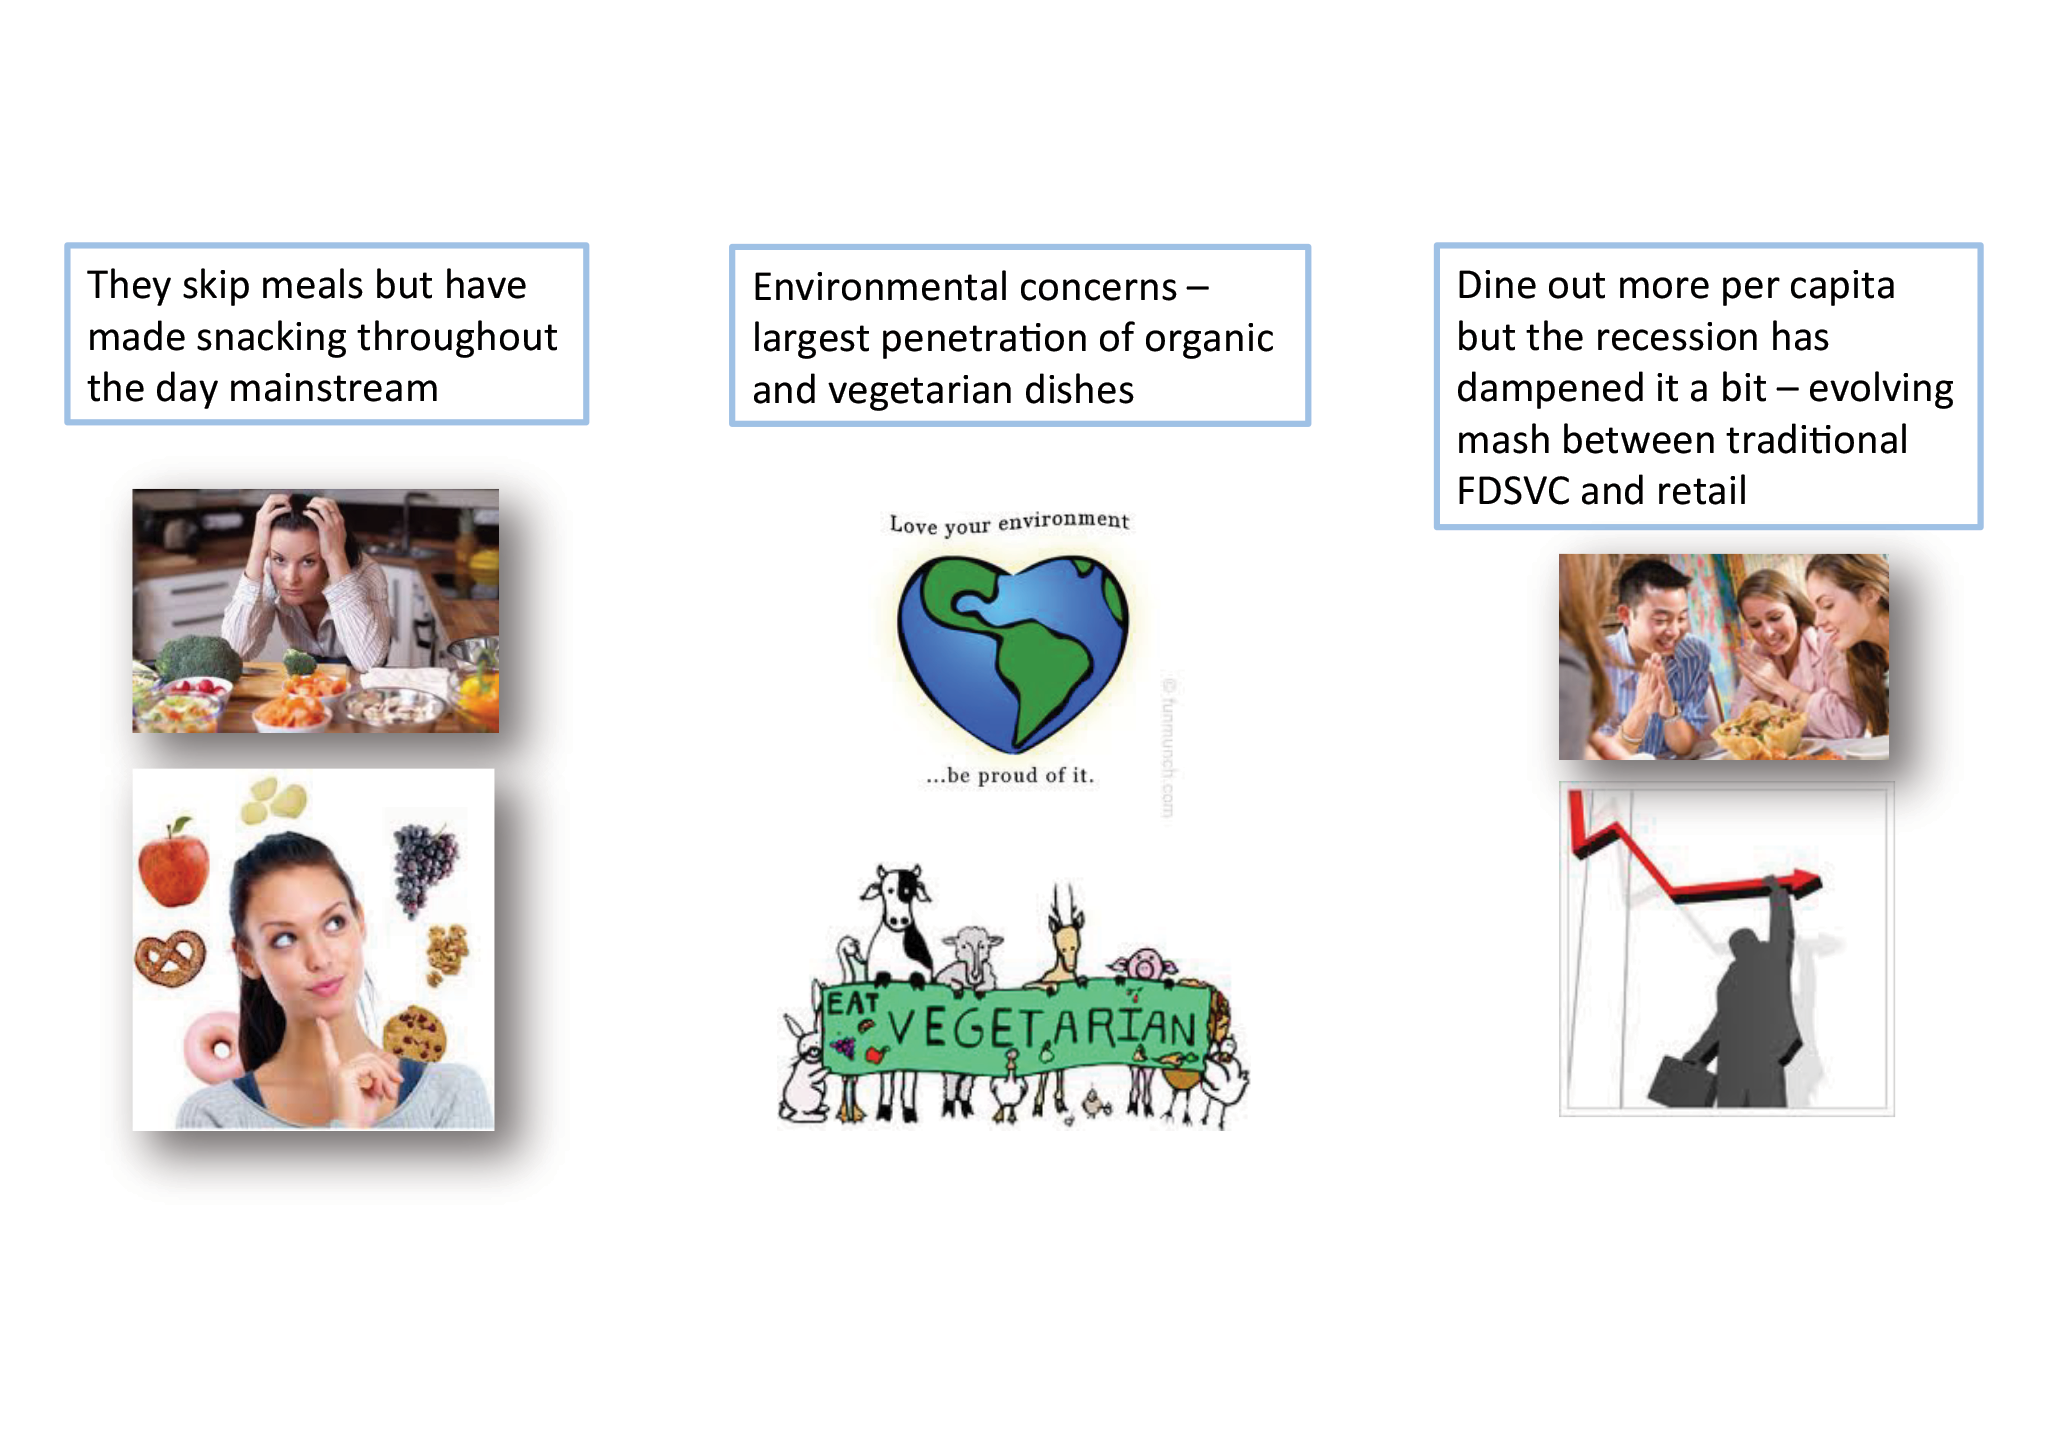 They skip meals but have
made snacking throughout
the day mainstream
Environmental concerns –
largest penetration of organic
and vegetarian dishes
Dine out more per capita
but the recession has
dampened it a bit – evolving
mash between traditional
FDSVC and retail
Love your environment
...be proud of it.
© funmunch.com
EAT
VEGETARIAN